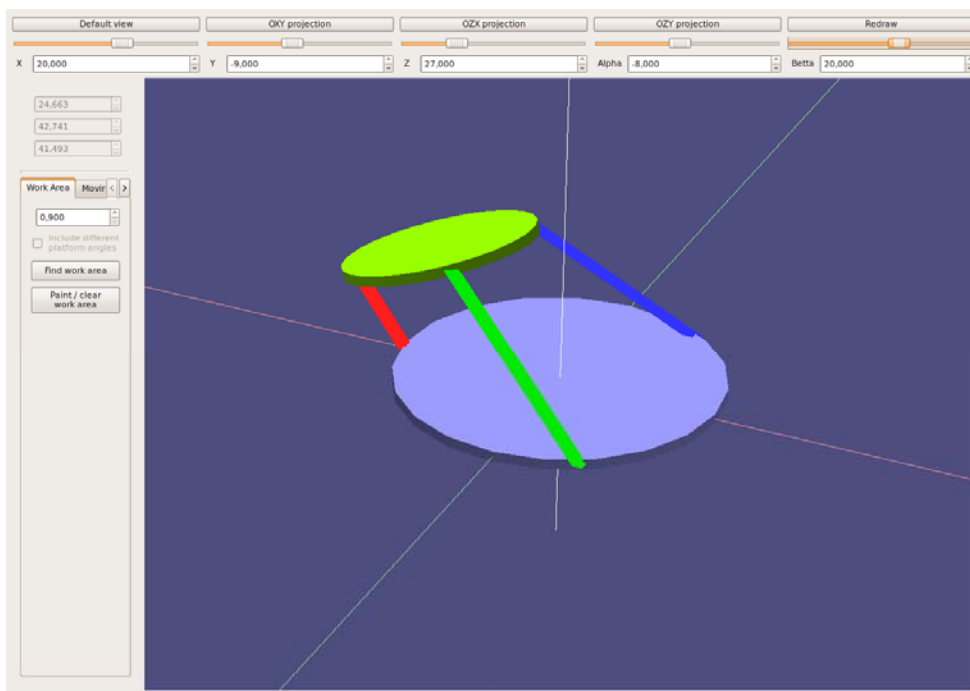 Default view OXY projection OZX projection OZY projection Redraw
X 20,000 Y -9,000 Z 27,000 Alpha -8,000 Betta 20,000
24,663
42,741
41,493
Work Area Movir
0,900
Include different
platform angles
Find work area
Paint / clear
work area